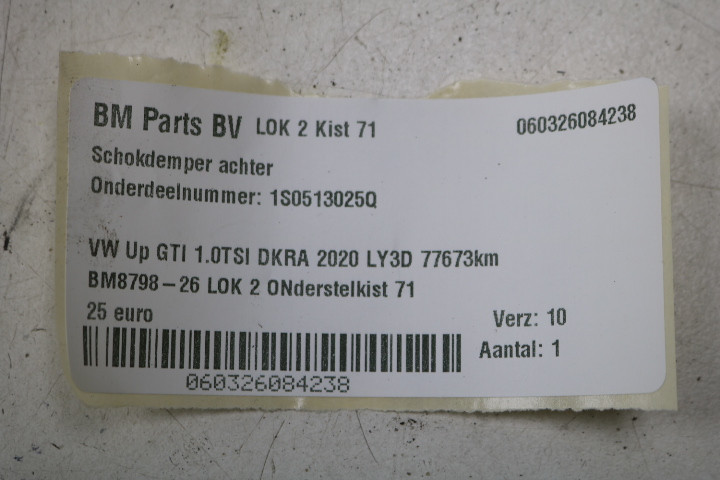 BM Parts BV LOK 2 Kist 71 060326084238
Schokdemper achter
Onderdeelnummer: 1S0513025Q
VW Up GTI 1.0TSI DKRA 2020 LY3D 77673km
BM8798-26 LOK 2 ONderstelkist 71
25 euro Verz: 10
Aantal: 1
060326084238